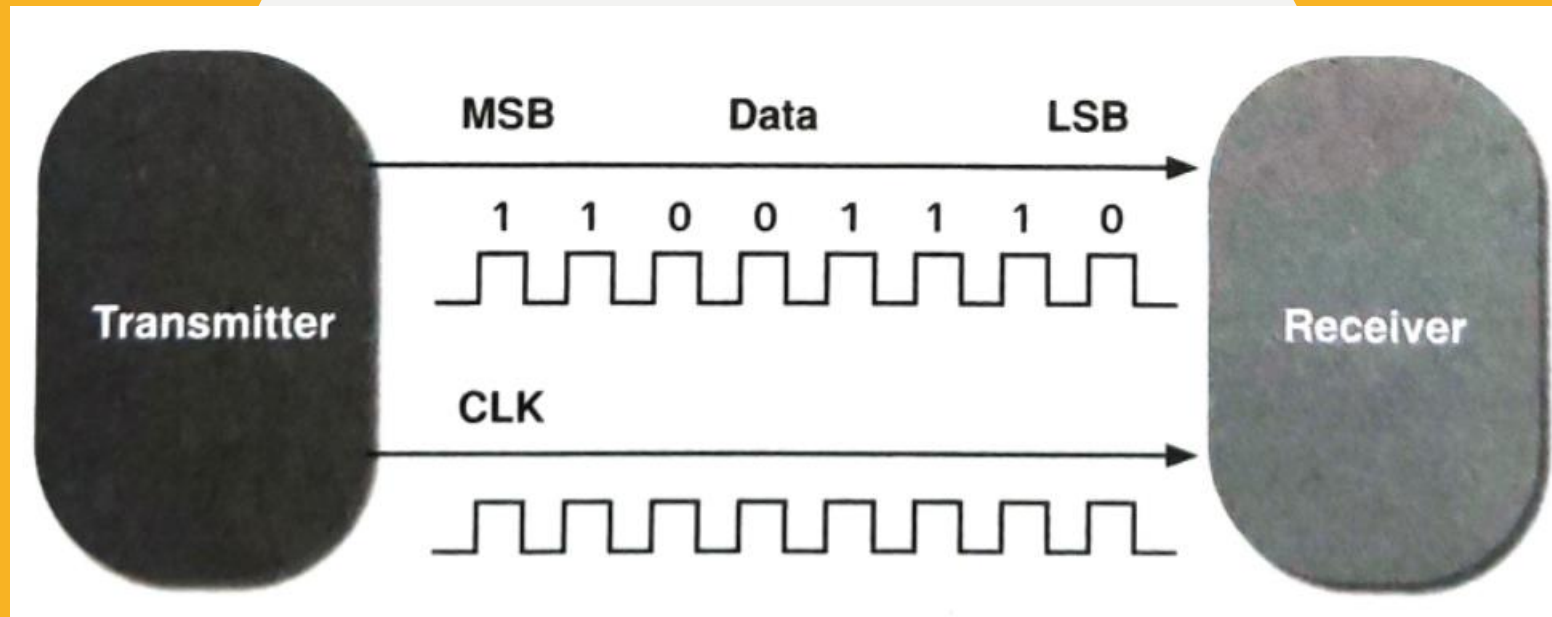 MSB Data LSB
1 1 0 0 1 1 1 0
Transmitter
Receiver
CLK